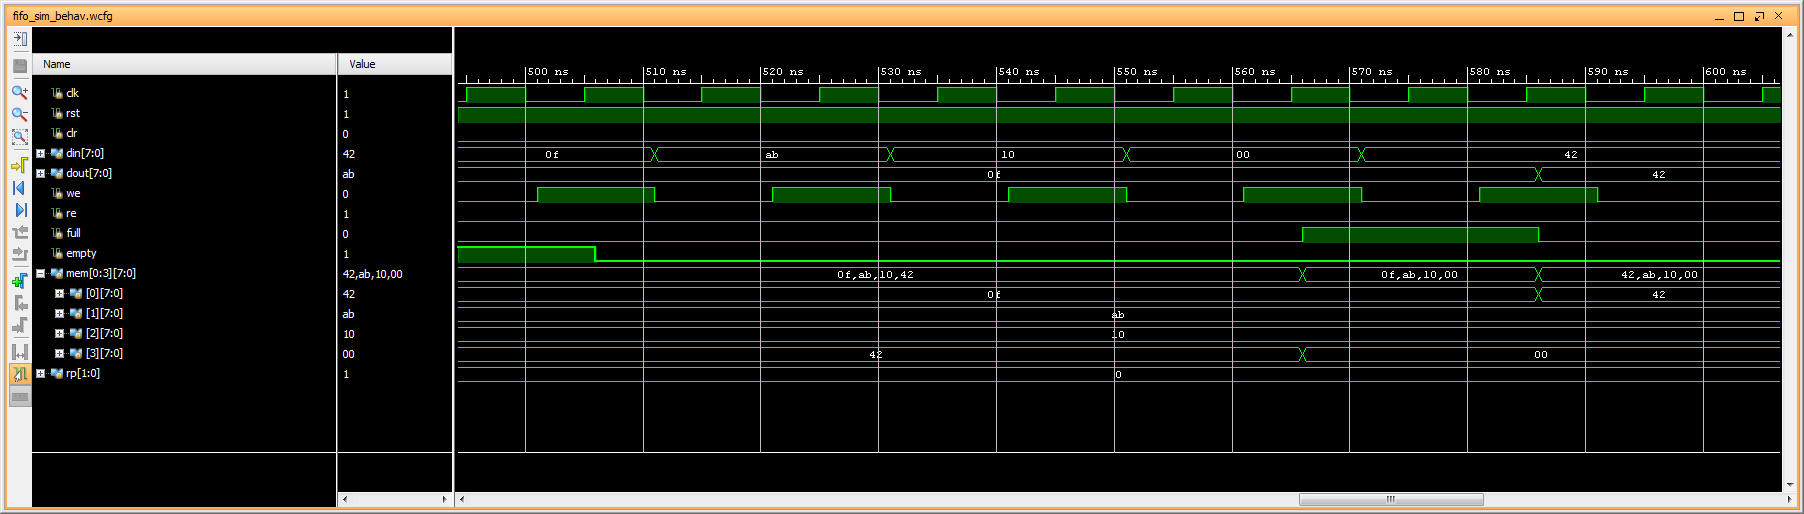 fifo_sim_behav.wcfg
Name Value
500 ns 510 ns 520 ns 530 ns 540 ns 550 ns 560 ns 570 ns 580 ns 590 ns 600 ns
clk 1
rst 1
clr 0
din[7:0] 42 0f ab 10 00 42
dout[7:0] ab 0f 42
we 0
re 1
full 0
empty 1
mem[0:3][7:0] 42,ab,10,00 0f,ab,10,42 0f,ab,10,00 42,ab,10,00
[0][7:0] 42 0f 42
[1][7:0] ab ab
[2][7:0] 10 10
[3][7:0] 00 42 00
rp[1:0] 1 0